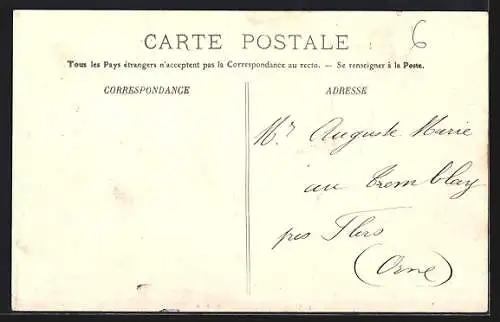 CARTE POSTALE
6
Tous les Pays étrangers n'acceptent pas la Correspondance au recto. — Se renseigner à la Poste.
CORRESPONDANCE
ADRESSE
Mr Auguste Marie
au Tremblay
pres Flers
(Orne)